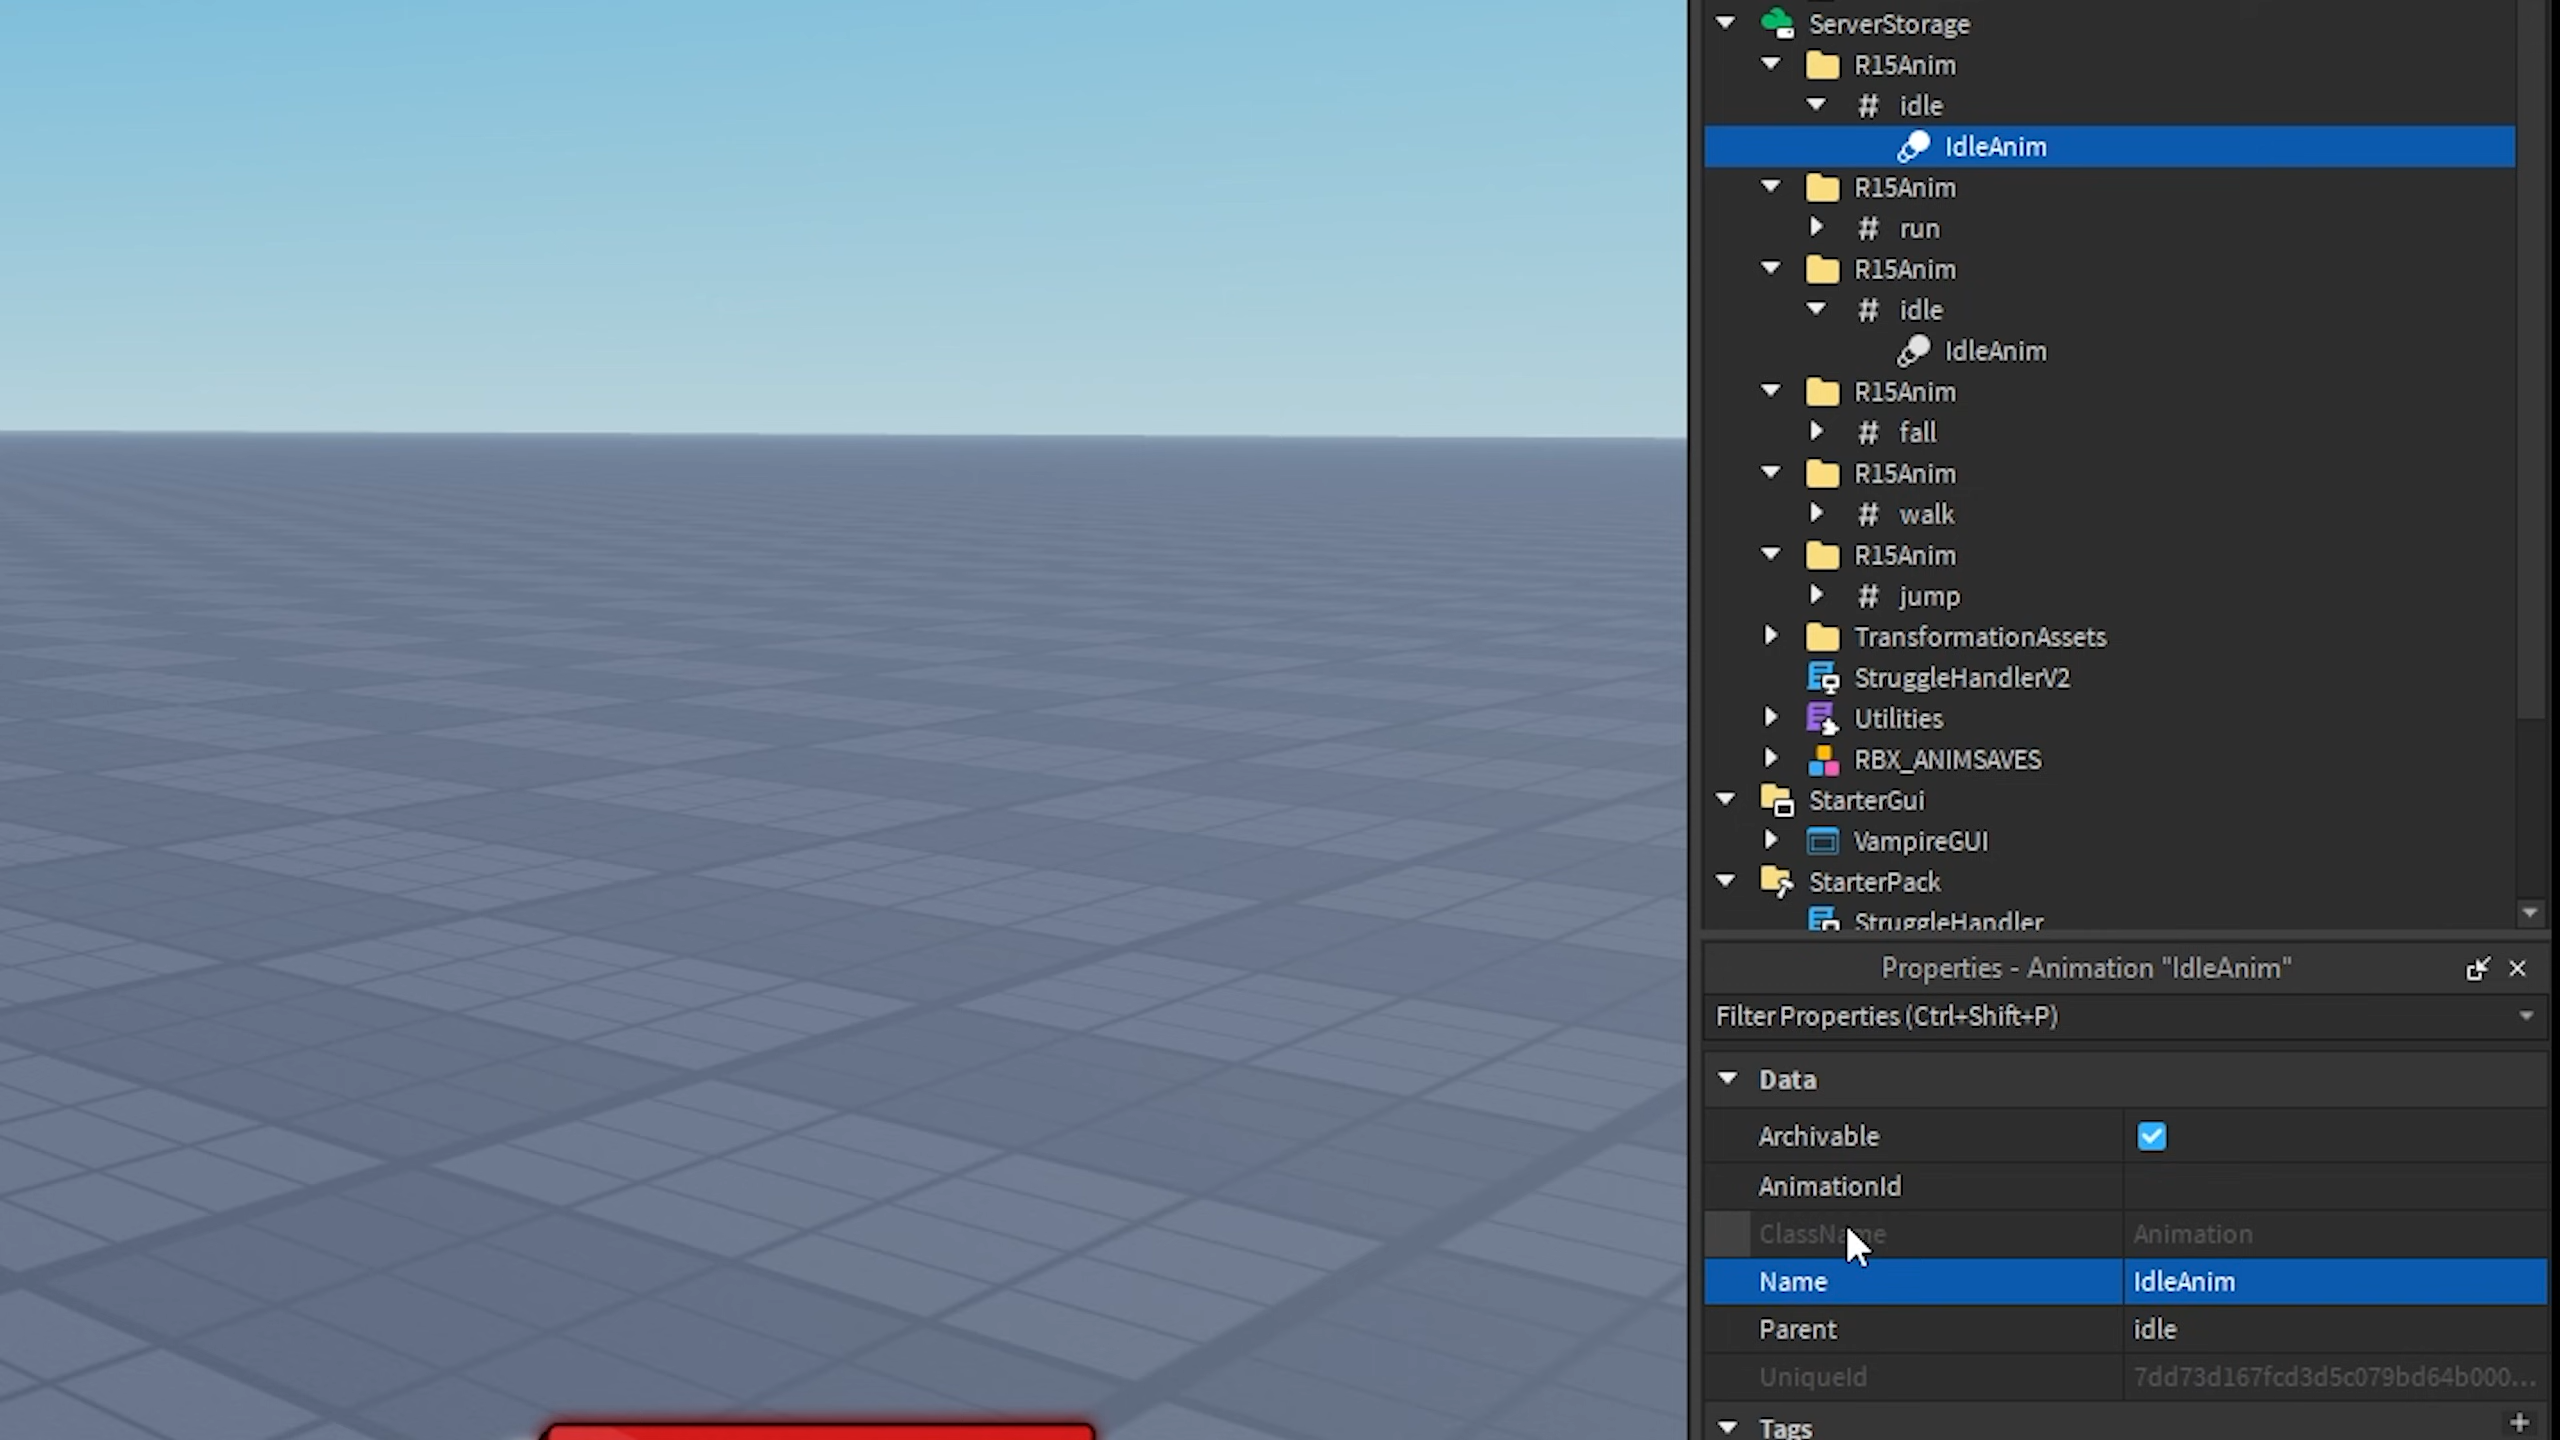 ServerStorage
R15Anim
# idle
IdleAnim
R15Anim
# run
R15Anim
# idle
IdleAnim
R15Anim
# fall
R15Anim
# walk
R15Anim
# jump
TransformationAssets
StruggleHandlerV2
Utilities
RBX_ANIMSAVES
StarterGui
VampireGUI
StarterPack
StruggleHandler
Properties - Animation "IdleAnim"
Filter Properties (Ctrl+Shift+P)
Data
Archivable
AnimationId
ClassName Animation
Name IdleAnim
Parent idle
UniqueId 7dd73d167fcd3d5c079bd64b000...
Tags